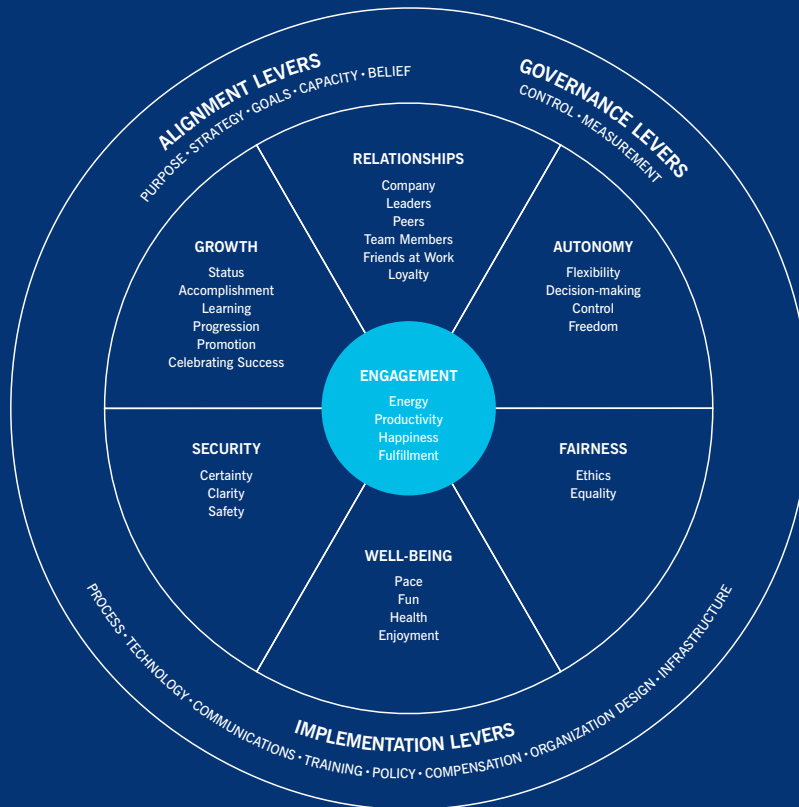 ALIGNMENT LEVERS
PURPOSE • STRATEGY • GOALS • CAPACITY • BELIEF
GOVERNANCE LEVERS
CONTROL • MEASUREMENT
RELATIONSHIPS
Company
Leaders
Peers
Team Members
Friends at Work
Loyalty
GROWTH
Status
Accomplishment
Learning
Progression
Promotion
Celebrating Success
AUTONOMY
Flexibility
Decision-making
Control
Freedom
ENGAGEMENT
Energy
Productivity
Happiness
Fulfillment
SECURITY
Certainty
Clarity
Safety
FAIRNESS
Ethics
Equality
WELL-BEING
Pace
Fun
Health
Enjoyment
IMPLEMENTATION LEVERS
PROCESS • TECHNOLOGY • COMMUNICATIONS • TRAINING • POLICY • COMPENSATION • ORGANIZATION DESIGN • INFRASTRUCTURE